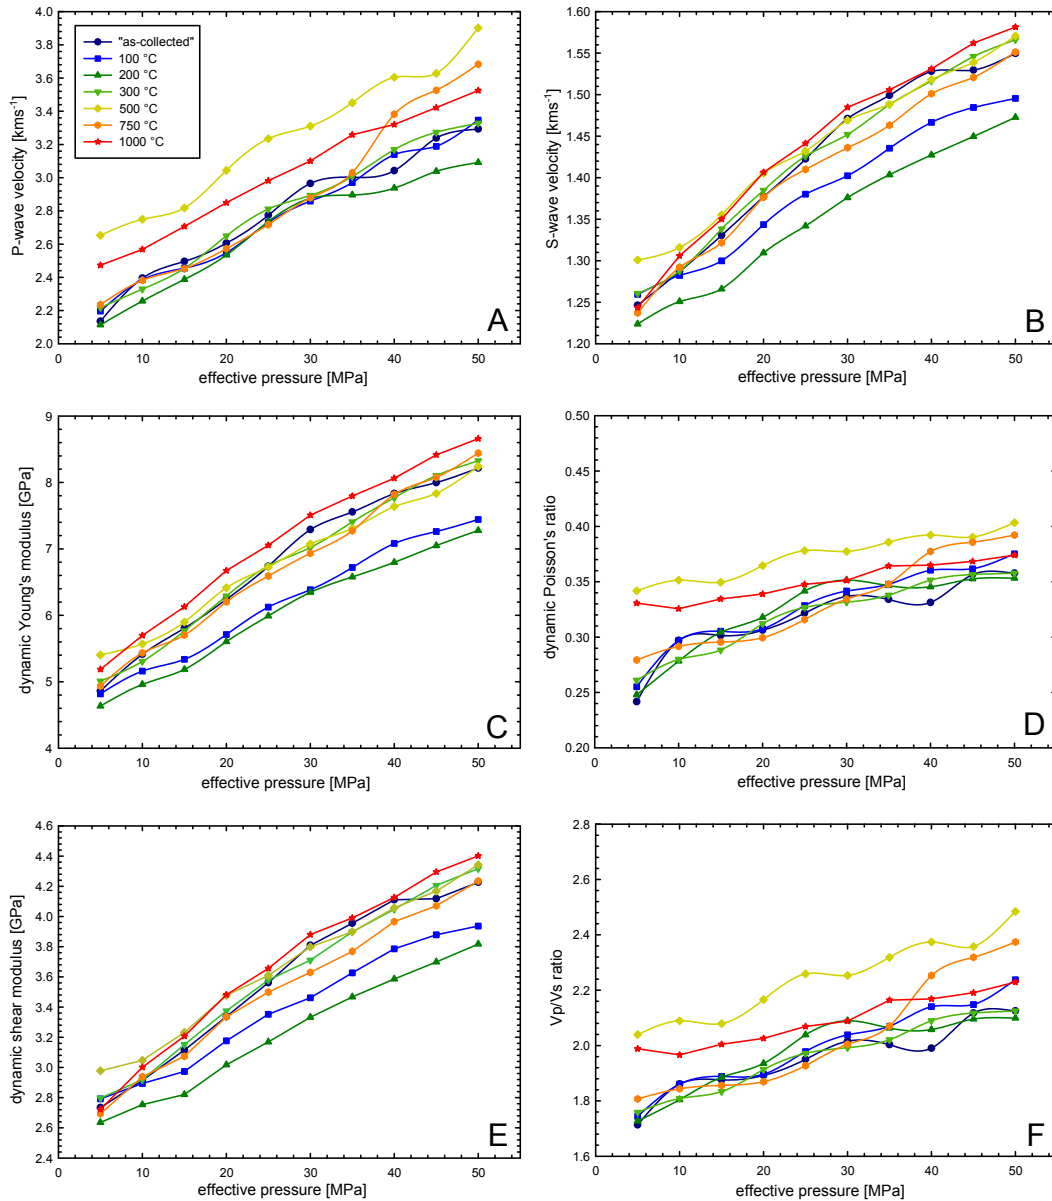 4.0
3.8
3.6
3.4
3.2
3.0
2.8
2.6
2.4
2.2
2.0
P-wave velocity [kms⁻¹]
"as-collected"
100 °C
200 °C
300 °C
500 °C
750 °C
1000 °C
A
0 10 20 30 40 50
effective pressure [MPa]
1.60
1.55
1.50
1.45
1.40
1.35
1.30
1.25
1.20
S-wave velocity [kms⁻¹]
B
0 10 20 30 40 50
effective pressure [MPa]
9
8
7
6
5
4
dynamic Young's modulus [GPa]
C
0 10 20 30 40 50
effective pressure [MPa]
0.50
0.45
0.40
0.35
0.30
0.25
0.20
dynamic Poisson's ratio
D
0 10 20 30 40 50
effective pressure [MPa]
4.6
4.4
4.2
4.0
3.8
3.6
3.4
3.2
3.0
2.8
2.6
2.4
dynamic shear modulus [GPa]
E
0 10 20 30 40 50
effective pressure [MPa]
2.8
2.6
2.4
2.2
2.0
1.8
1.6
Vp/Vs ratio
F
0 10 20 30 40 50
effective pressure [MPa]